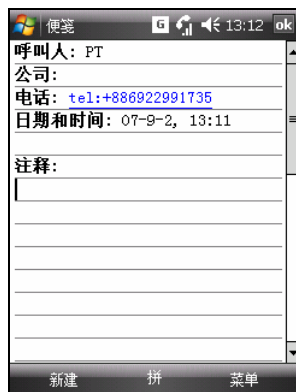 便笺 G 13:12 ok
呼叫人: PT
公司:
电话: tel:+886922991735
日期和时间: 07-9-2, 13:11
注释:
新建 拼 菜单